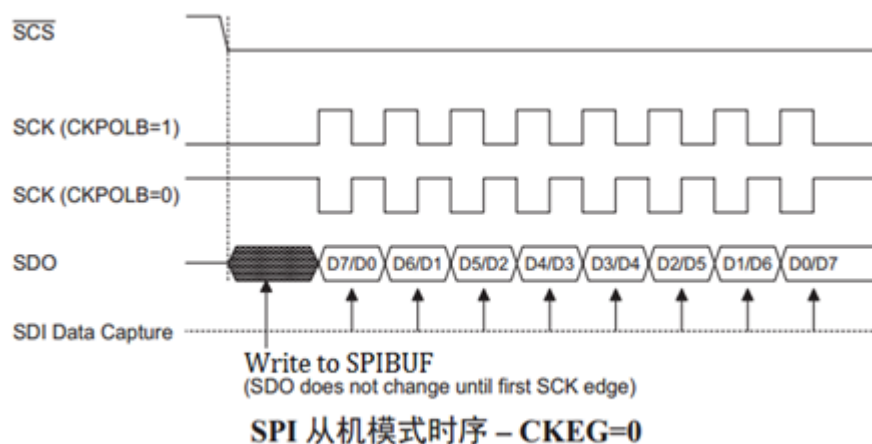 SCS
SCK (CKPOLB=1)
SCK (CKPOLB=0)
SDO
D7/D0 D6/D1 D5/D2 D4/D3 D3/D4 D2/D5 D1/D6 D0/D7
SDI Data Capture
Write to SPIBUF
(SDO does not change until first SCK edge)
SPI 从机模式时序 – CKEG=0